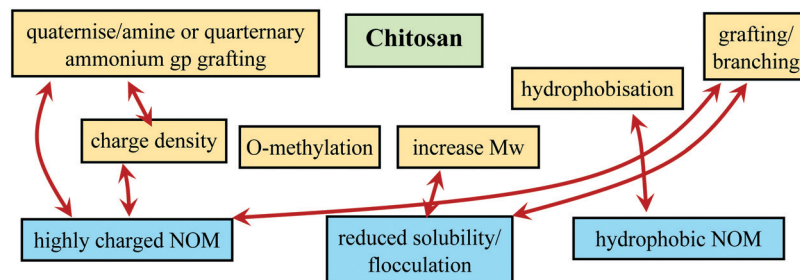 quaternise/amine or quarternary
ammonium gp grafting
Chitosan
grafting/
branching
hydrophobisation
charge density
O-methylation
increase Mw
highly charged NOM
reduced solubility/
flocculation
hydrophobic NOM